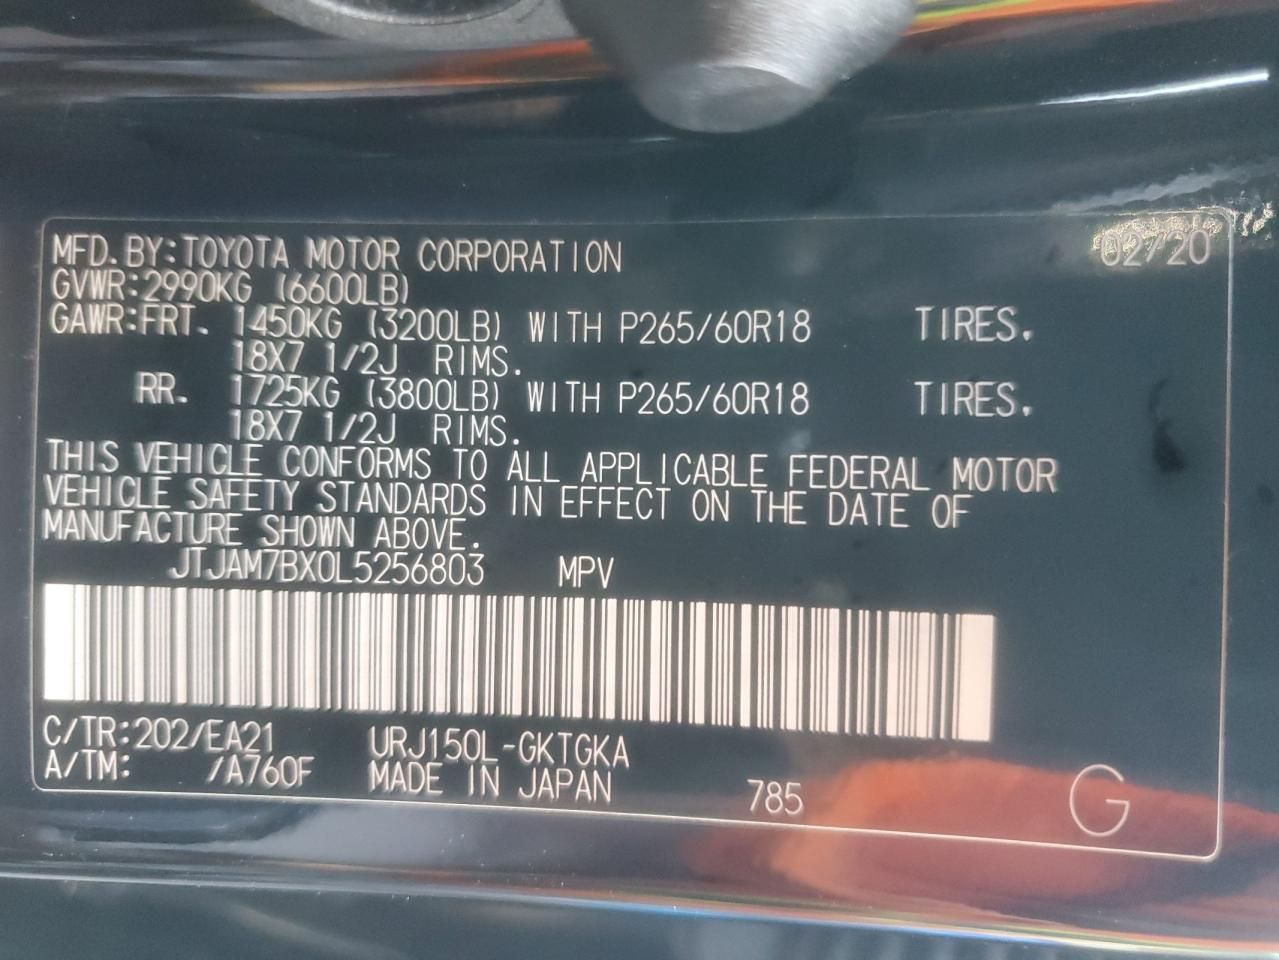 MFD. BY: TOYOTA MOTOR CORPORATION 02/20
GVWR: 2990KG (6600LB)
GAWR: FRT. 1450KG (3200LB) WITH P265/60R18 TIRES.
18X7 1/2J RIMS.
RR. 1725KG (3800LB) WITH P265/60R18 TIRES.
18X7 1/2J RIMS.
THIS VEHICLE CONFORMS TO ALL APPLICABLE FEDERAL MOTOR
VEHICLE SAFETY STANDARDS IN EFFECT ON THE DATE OF
MANUFACTURE SHOWN ABOVE.
JTJAM7BX0L5256803 MPV
C/TR: 202/EA21 URJ150L-GKTGKA
A/TM: /A760F MADE IN JAPAN 785 G